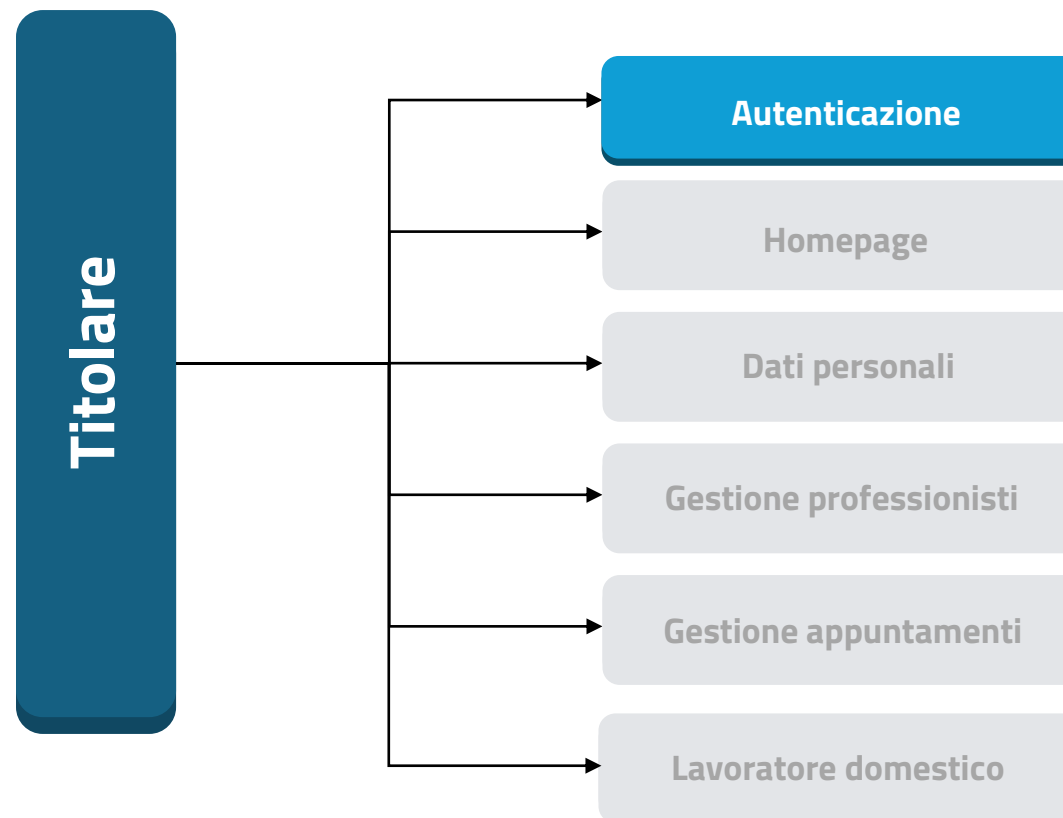 Titolare
Autenticazione
Homepage
Dati personali
Gestione professionisti
Gestione appuntamenti
Lavoratore domestico